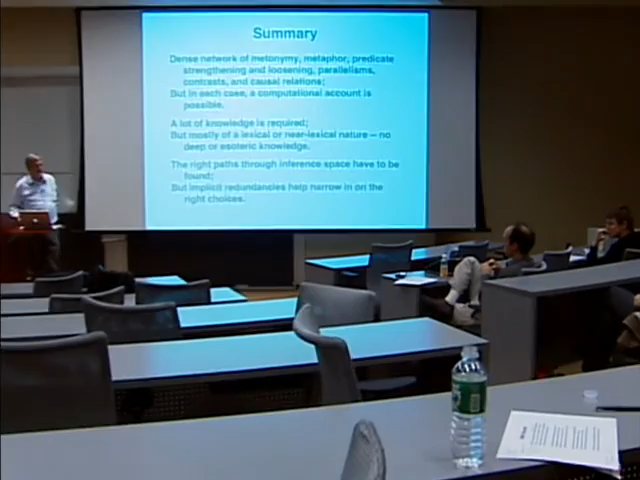 Summary
Dense network of metonymy, metaphor, predicate
strengthening and loosening, parallelisms,
contrasts, and causal relations;
But in each case, a computational account is
possible.
A lot of knowledge is required;
But mostly of a lexical or near-lexical nature -- no
deep or esoteric knowledge.
The right paths through inference space have to be
found;
But implicit redundancies help narrow in on the
right choices.